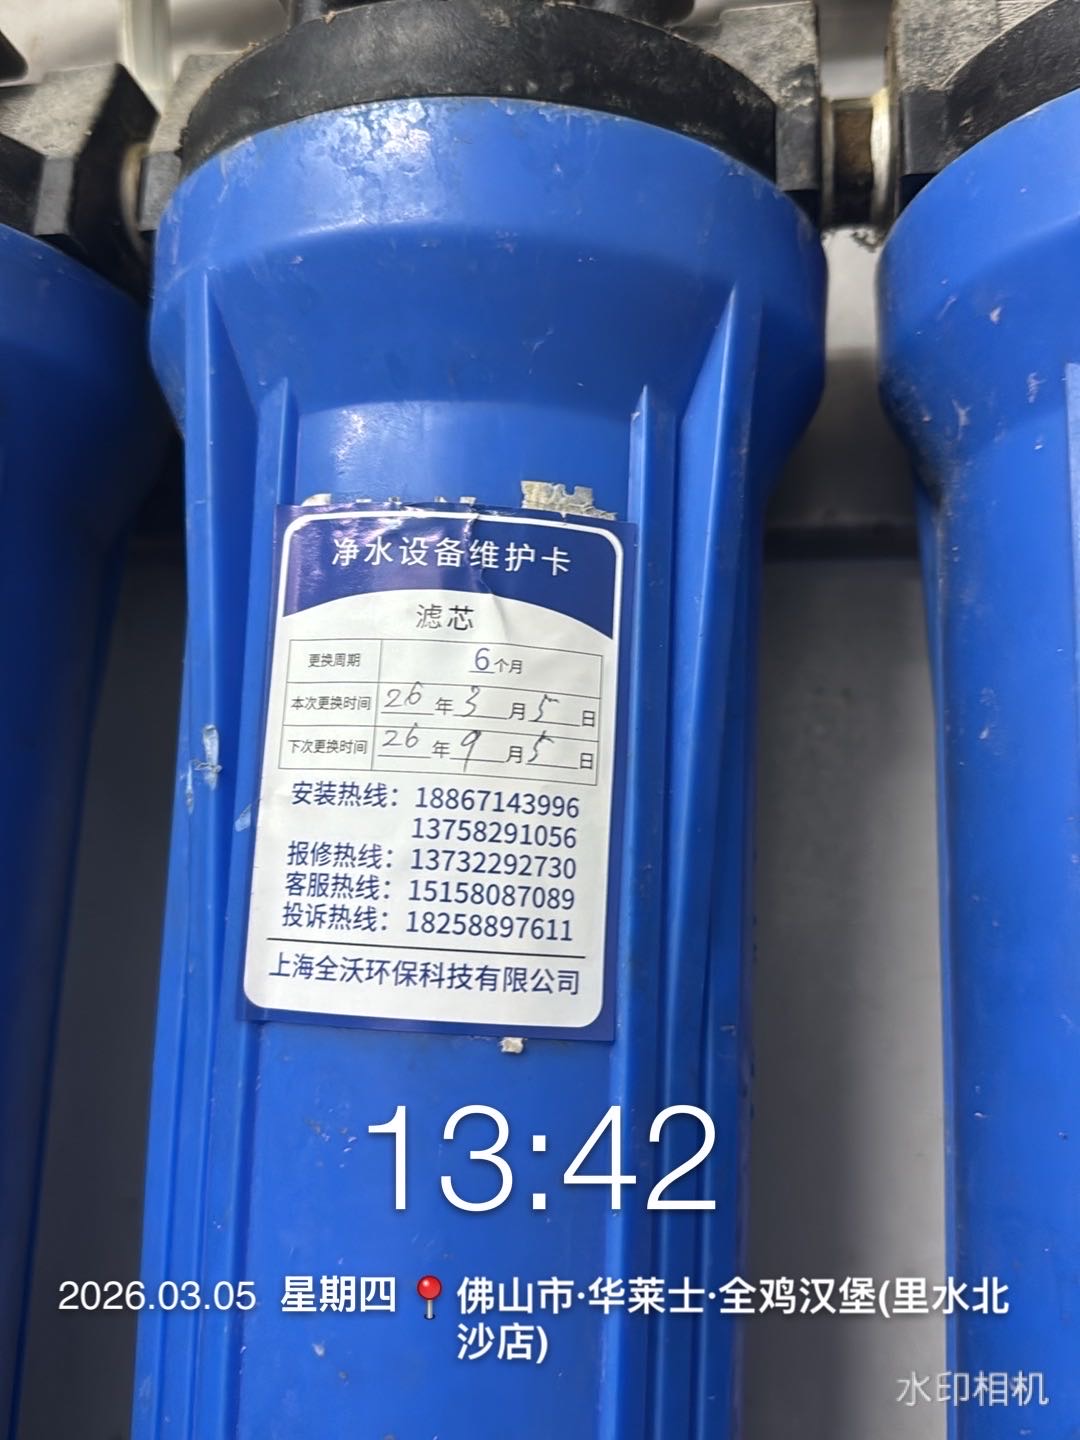 净水设备维护卡
滤芯
更换周期 6个月
本次更换时间 26年3月5日
下次更换时间 26年9月5日
安装热线：18867143996
13758291056
报修热线：13732292730
客服热线：15158087089
投诉热线：18258897611
上海全沃环保科技有限公司
13:42
2026.03.05 星期四 佛山市·华莱士·全鸡汉堡(里水北
沙店)
水印相机